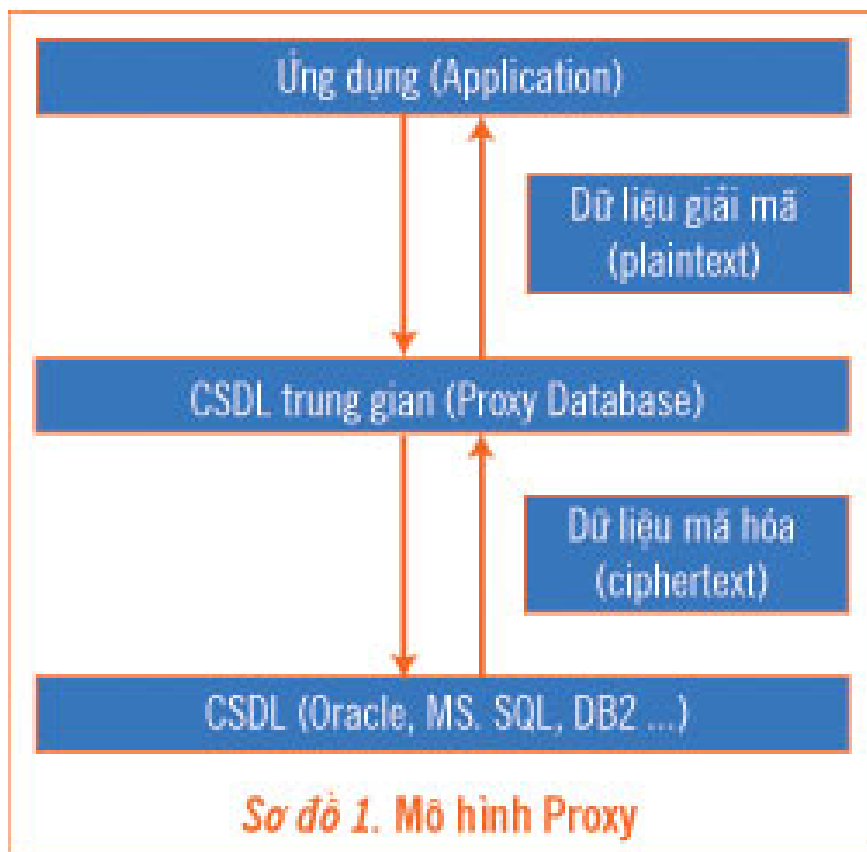 Ứng dụng (Application)
Dữ liệu giải mã
(plaintext)
CSDL trung gian (Proxy Database)
Dữ liệu mã hóa
(ciphertext)
CSDL (Oracle, MS. SQL, DB2 ...)
Sơ đồ 1. Mô hình Proxy